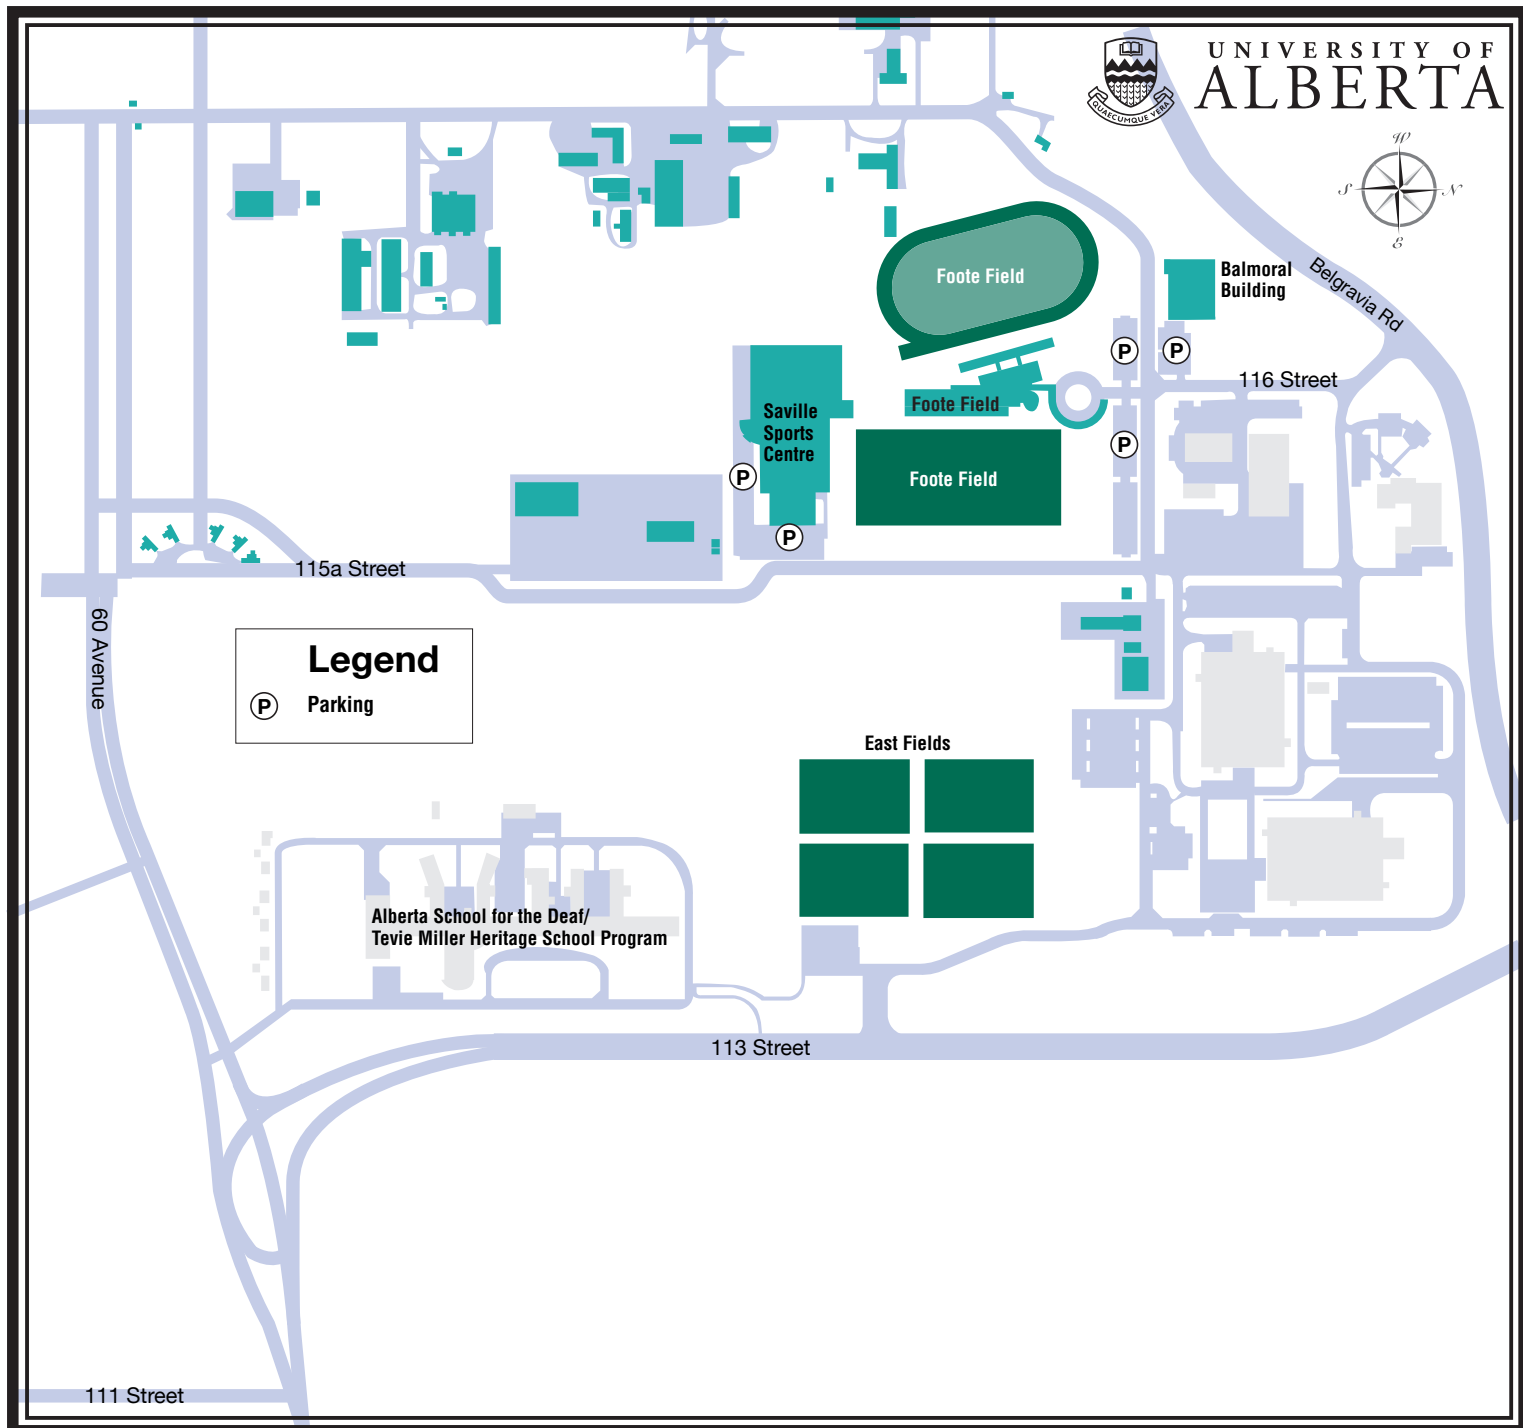 UNIVERSITY OF
ALBERTA
QUAECUMQUE VERA
W
S
N
E
Belgravia Rd
Balmoral
Building
Foote Field
P
P
116 Street
Foote Field
Saville
Sports
Centre
P
P
Foote Field
P
115a Street
60 Avenue
Legend
P
Parking
East Fields
Alberta School for the Deaf/
Tevie Miller Heritage School Program
113 Street
111 Street